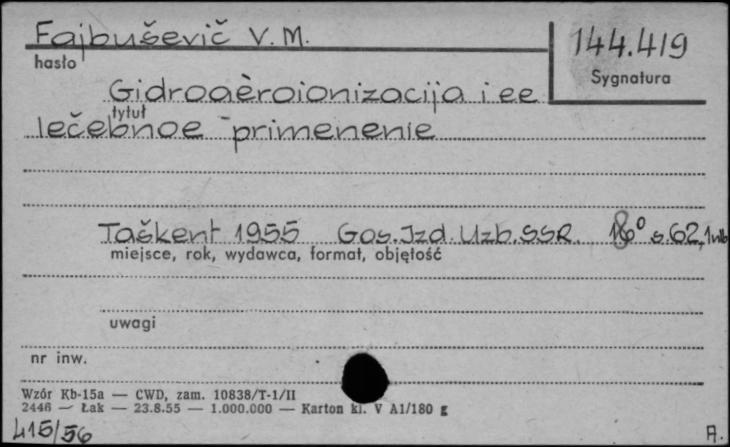 Fajbuševič V. M.
144.419
hasło
Sygnatura
Gidroaèroionizacija i ee
tytuł
lečebnoe primenenie
Taškent 1955 Gos. Izd. Uzb. SSR. 8° s. 62, 1 nlb
miejsce, rok, wydawca, format, objętość
uwagi
nr inw.
Wzór Kb-15a — CWD, zam. 10838/T-1/II
2446 — Łak — 23.8.55 — 1.000.000 — Karton kl. V A1/180 g
415/56
A.